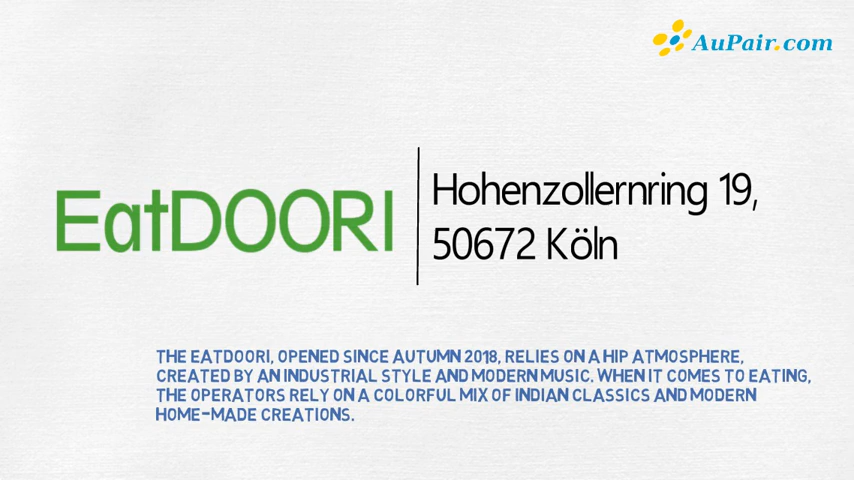 AuPair.com
EatDOORI
Hohenzollernring 19,
50672 Köln
THE EATDOORI, OPENED SINCE AUTUMN 2018, RELIES ON A HIP ATMOSPHERE,
CREATED BY AN INDUSTRIAL STYLE AND MODERN MUSIC. WHEN IT COMES TO EATING,
THE OPERATORS RELY ON A COLORFUL MIX OF INDIAN CLASSICS AND MODERN
HOME-MADE CREATIONS.